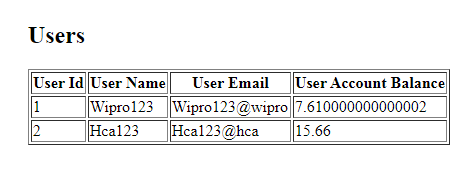 Users
User Id User Name User Email User Account Balance
1 Wipro123 Wipro123@wipro 7.610000000000002
2 Hca123 Hca123@hca 15.66